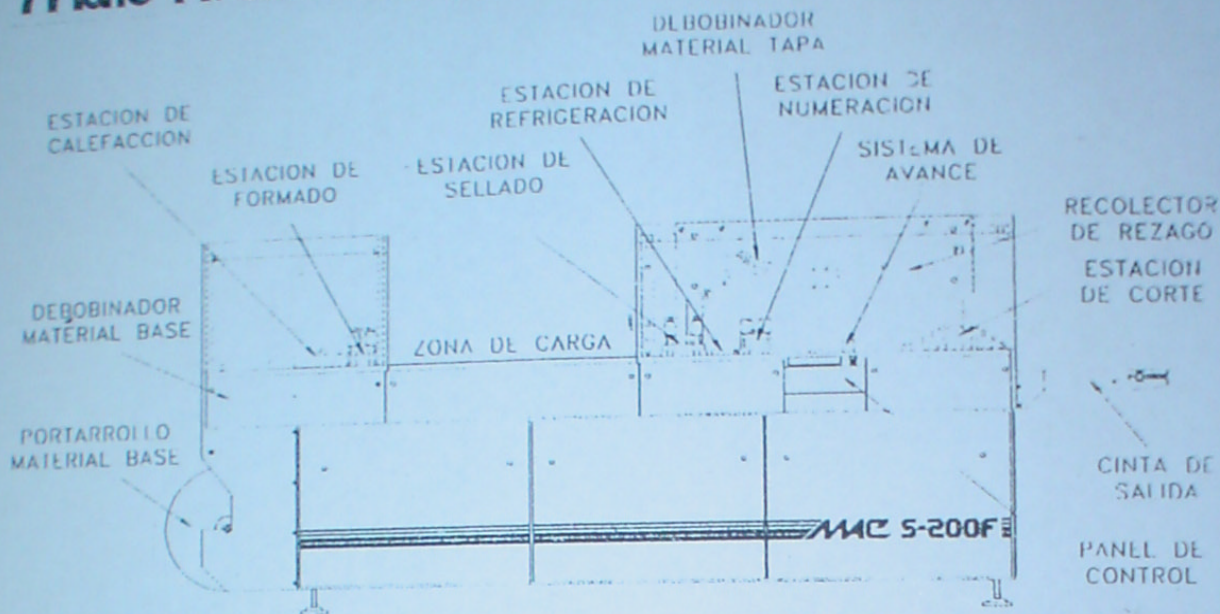 DEBOBINADOR
MATERIAL TAPA
ESTACION DE
CALEFACCION
ESTACION DE
REFRIGERACION
ESTACION DE
NUMERACION
ESTACION DE
FORMADO
ESTACION DE
SELLADO
SISTEMA DE
AVANCE
RECOLECTOR
DE REZAGO
ESTACION
DE CORTE
DEBOBINADOR
MATERIAL BASE
ZONA DE CARGA
PORTARROLLO
MATERIAL BASE
CINTA DE
SALIDA
MAC S-200F
PANEL DE
CONTROL